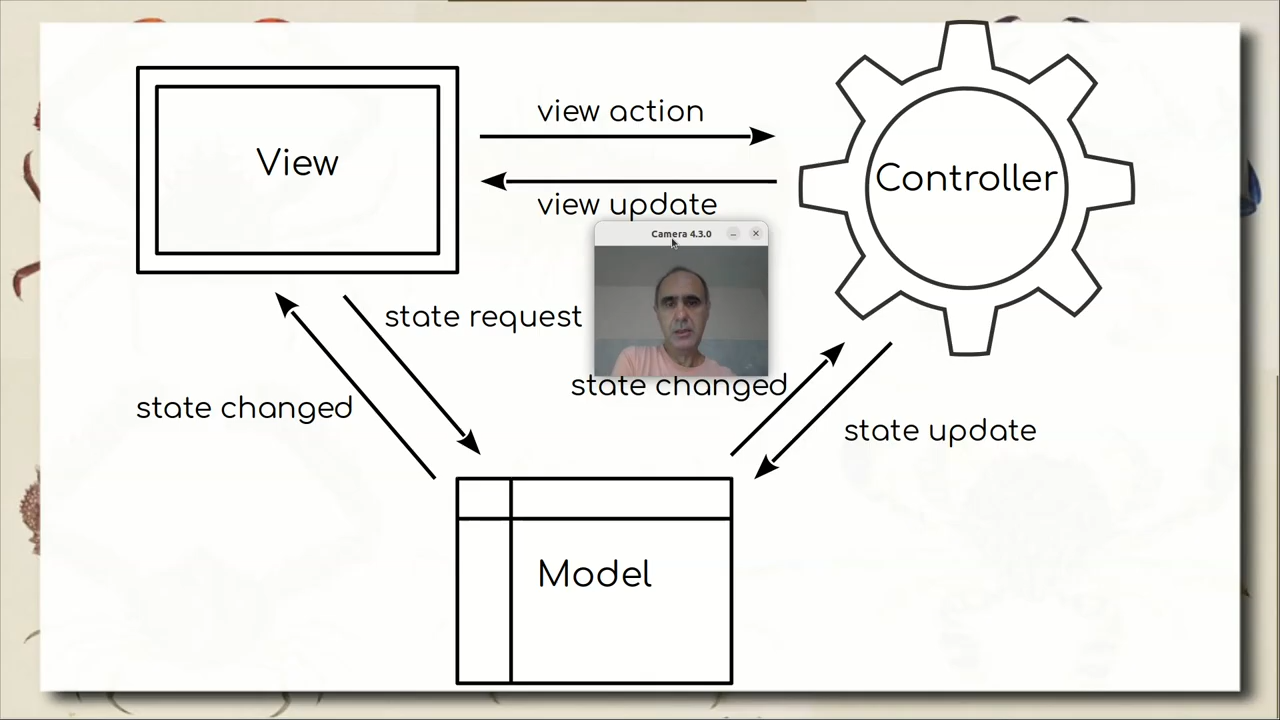 view action
View
Controller
view update
Camera 4.3.0
state request
state changed
state changed
state update
Model